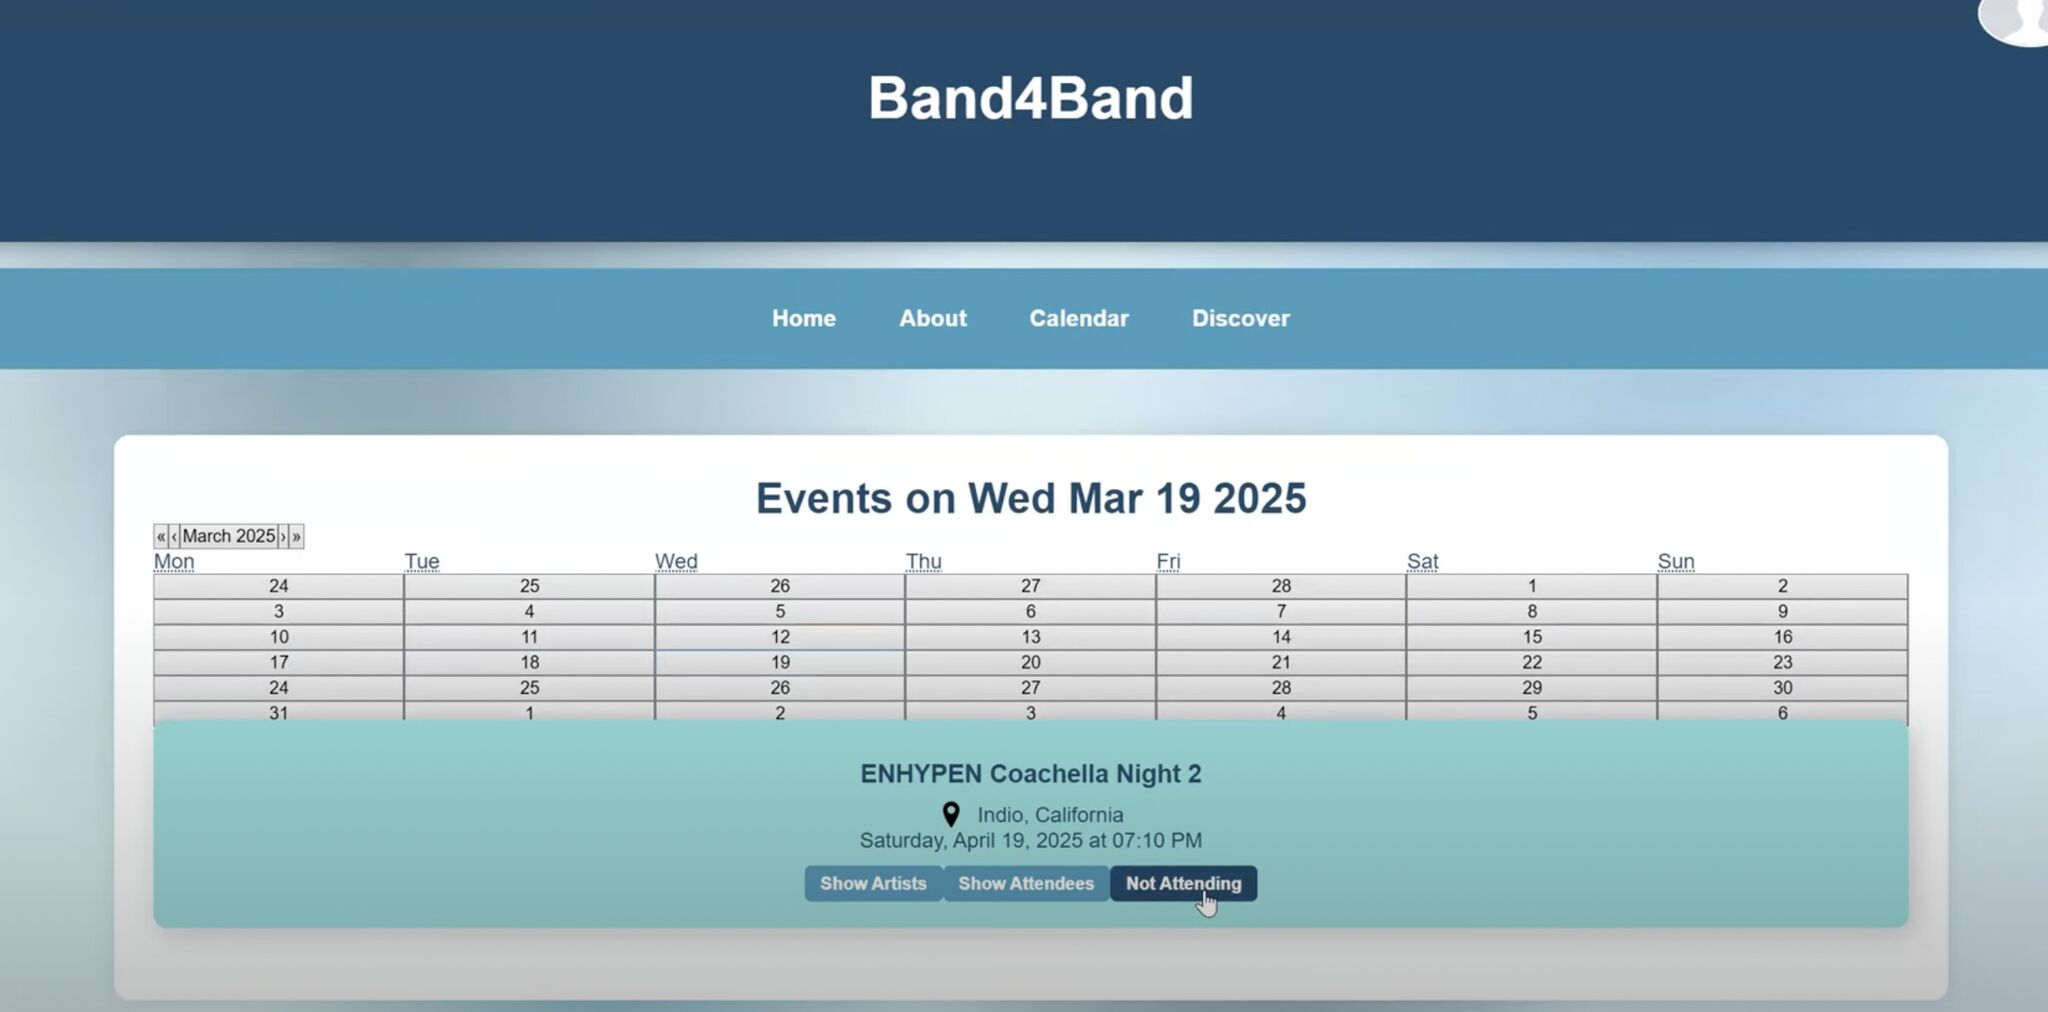 Band4Band
Home About Calendar Discover
Events on Wed Mar 19 2025
« ‹ March 2025 › »
Mon Tue Wed Thu Fri Sat Sun
24 25 26 27 28 1 2
3 4 5 6 7 8 9
10 11 12 13 14 15 16
17 18 19 20 21 22 23
24 25 26 27 28 29 30
31 1 2 3 4 5 6
ENHYPEN Coachella Night 2
Indio, California
Saturday, April 19, 2025 at 07:10 PM
Show Artists Show Attendees Not Attending